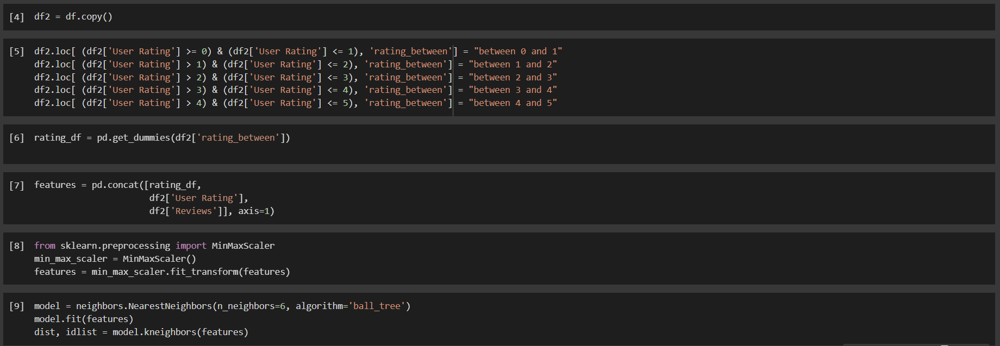 [4] df2 = df.copy()
[5] df2.loc[ (df2['User Rating'] >= 0) & (df2['User Rating'] <= 1), 'rating_between'] = "between 0 and 1"
df2.loc[ (df2['User Rating'] > 1) & (df2['User Rating'] <= 2), 'rating_between'] = "between 1 and 2"
df2.loc[ (df2['User Rating'] > 2) & (df2['User Rating'] <= 3), 'rating_between'] = "between 2 and 3"
df2.loc[ (df2['User Rating'] > 3) & (df2['User Rating'] <= 4), 'rating_between'] = "between 3 and 4"
df2.loc[ (df2['User Rating'] > 4) & (df2['User Rating'] <= 5), 'rating_between'] = "between 4 and 5"
[6] rating_df = pd.get_dummies(df2['rating_between'])
[7] features = pd.concat([rating_df,
df2['User Rating'],
df2['Reviews']], axis=1)
[8] from sklearn.preprocessing import MinMaxScaler
min_max_scaler = MinMaxScaler()
features = min_max_scaler.fit_transform(features)
[9] model = neighbors.NearestNeighbors(n_neighbors=6, algorithm='ball_tree')
model.fit(features)
dist, idlist = model.kneighbors(features)